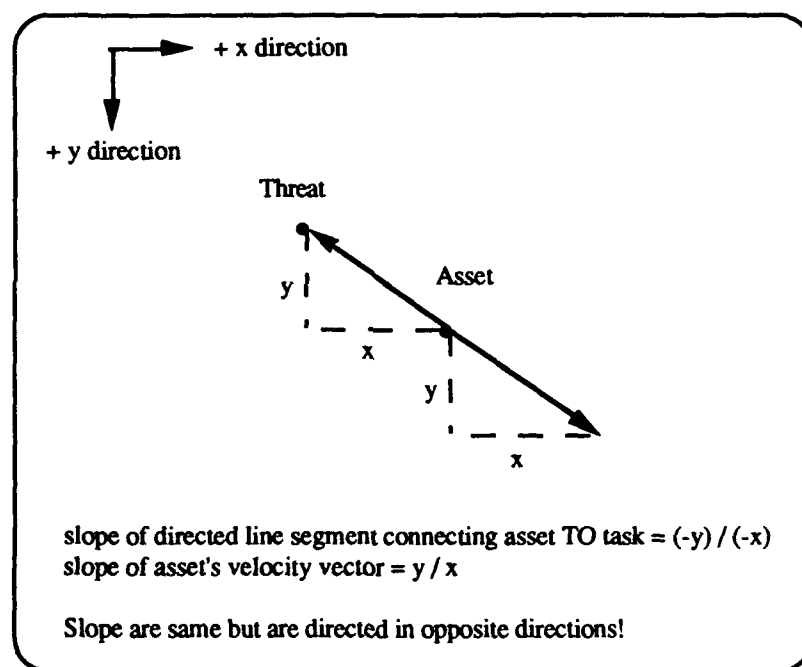 + x direction
+ y direction
Threat
Asset
y
x
y
x
slope of directed line segment connecting asset TO task = (-y) / (-x)
slope of asset's velocity vector = y / x
Slope are same but are directed in opposite directions!